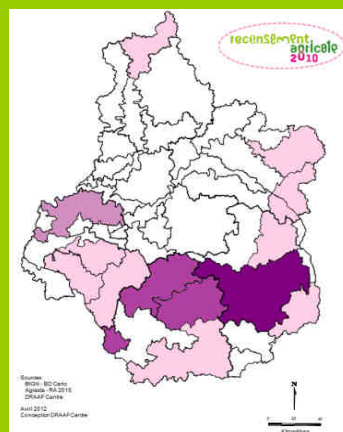 recensement
agricole
2010
Sources
©IGN - BD Carto
Agreste - RA 2010
DRAAF Centre
Avril 2012
Conception DRAAF Centre
N